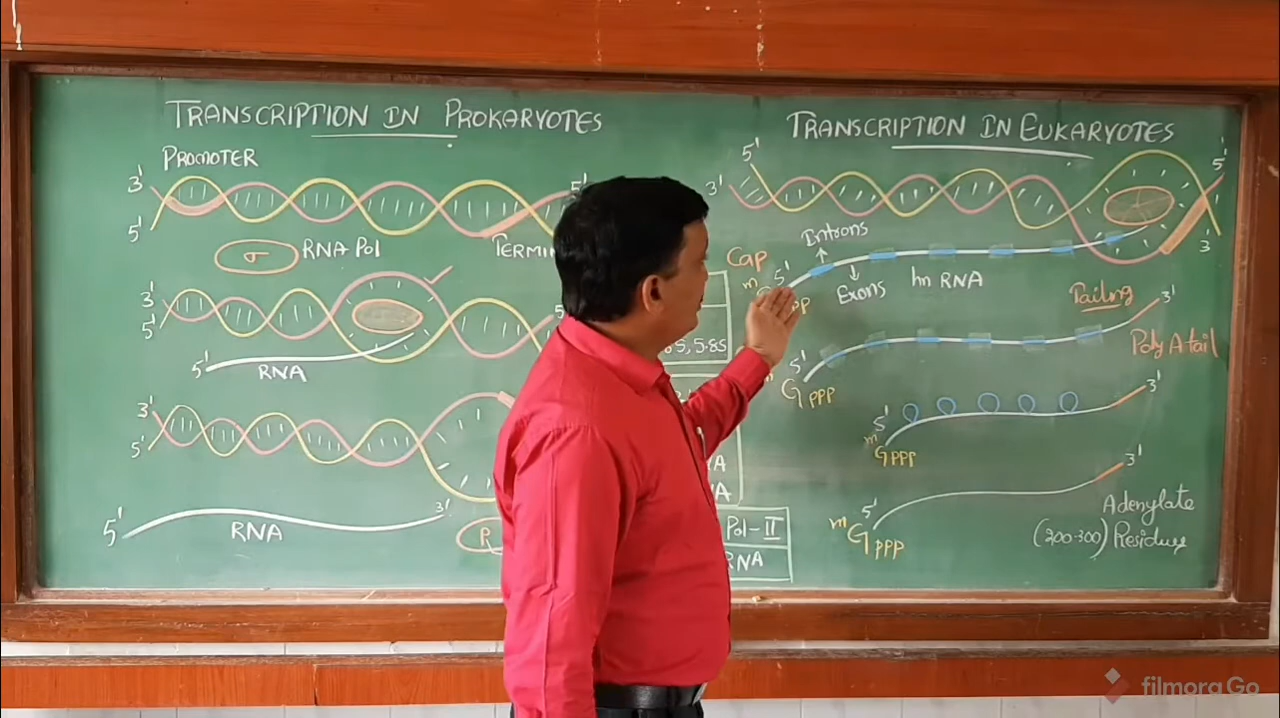 TRANSCRIPTION IN PROKARYOTES
PROMOTER
3'
5'
5'
σ
RNA Pol
TERMIN
3'
5'
5'
5'
RNA
3'
5'
5'
RNA
3'
R
S, 5.8S
A
A
Pol-II
RNA
TRANSCRIPTION IN EUKARYOTES
5'
3'
5'
3'
Introns
Cap
5'
m
G PP
Exons
hn RNA
Tailing
3'
m
5'
G PPP
Poly A tail
3'
5'
m
G PPP
3'
5'
m
G PPP
Adenylate
(200-300) Residues
filmora Go